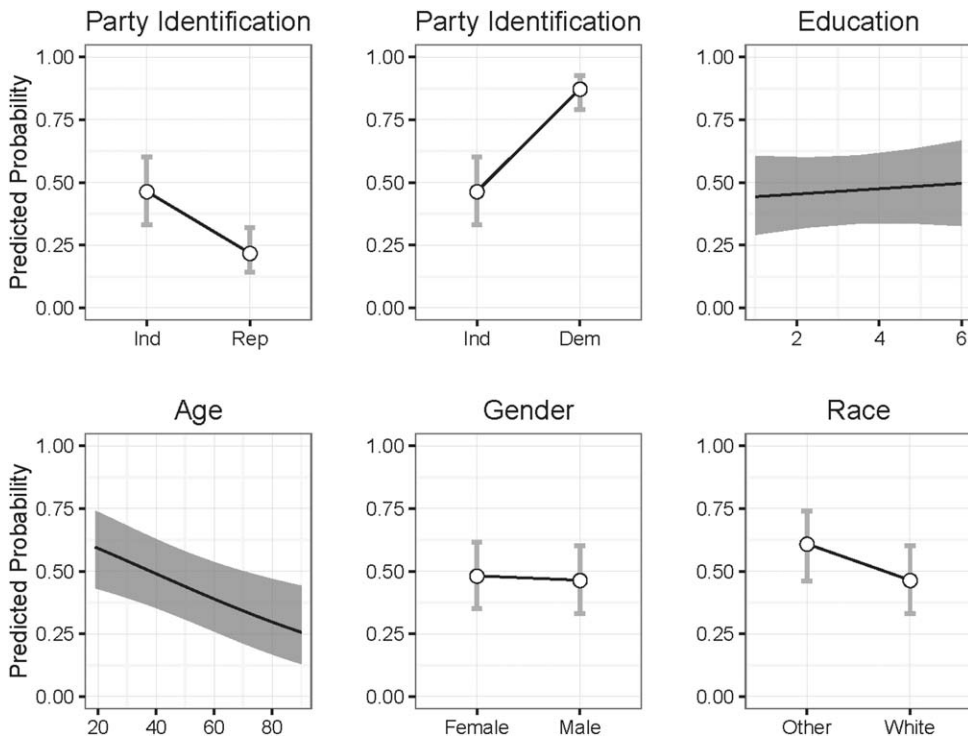 Party Identification
Party Identification
Education
Predicted Probability
1.00
0.75
0.50
0.25
0.00
Ind
Rep
1.00
0.75
0.50
0.25
0.00
Ind
Dem
1.00
0.75
0.50
0.25
0.00
2
4
6
Age
Gender
Race
Predicted Probability
1.00
0.75
0.50
0.25
0.00
20
40
60
80
1.00
0.75
0.50
0.25
0.00
Female
Male
1.00
0.75
0.50
0.25
0.00
Other
White